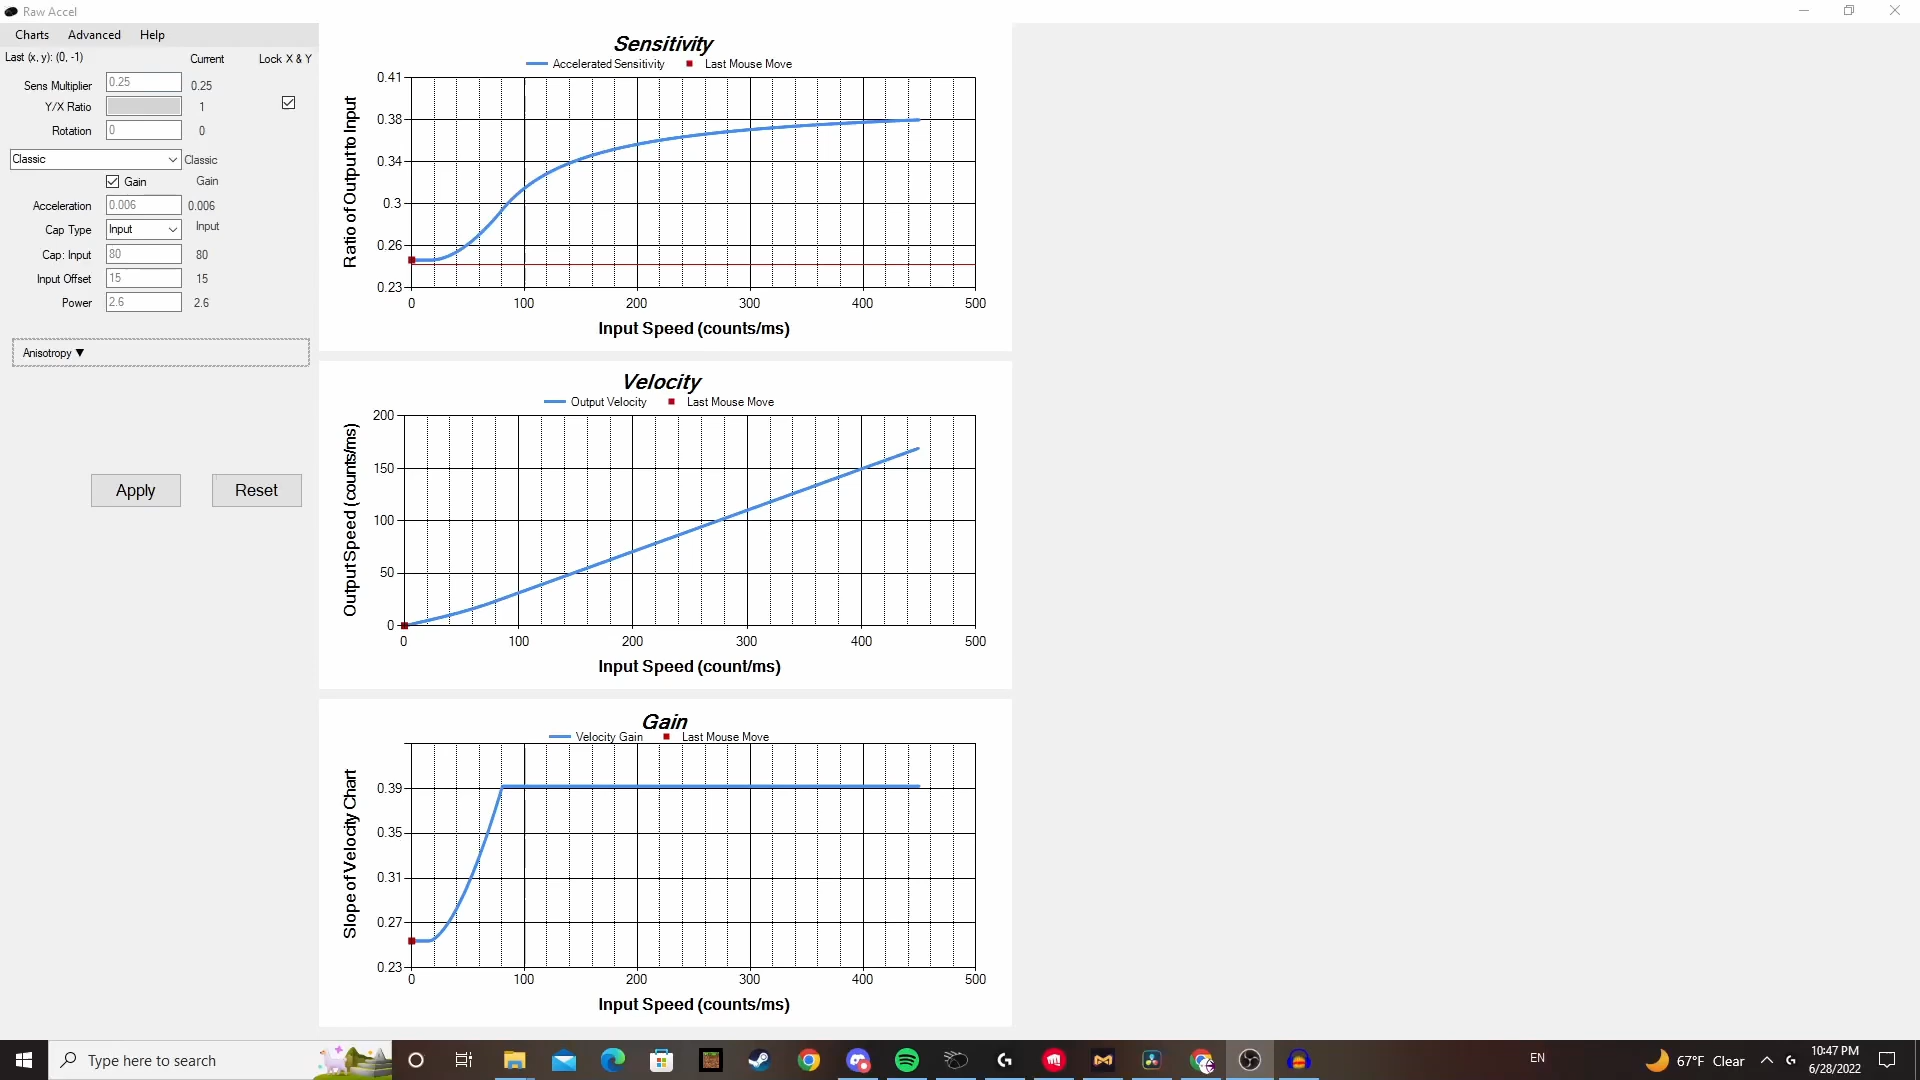 Raw Accel
Charts Advanced Help
Last (x, y): (0, -1) Current Lock X & Y
Sens Multiplier 0.25 0.25
Y/X Ratio 1
Rotation 0 0
Classic Classic
Gain Gain
Acceleration 0.006 0.006
Cap Type Input Input
Cap: Input 80 80
Input Offset 15 15
Power 2.6 2.6
Anisotropy ▼
Apply Reset
Sensitivity
Accelerated Sensitivity Last Mouse Move
Ratio of Output to Input
0.41
0.38
0.34
0.3
0.26
0.23
0 100 200 300 400 500
Input Speed (counts/ms)
Velocity
Output Velocity Last Mouse Move
Output Speed (counts/ms)
200
150
100
50
0
0 100 200 300 400 500
Input Speed (count/ms)
Gain
Velocity Gain Last Mouse Move
Slope of Velocity Chart
0.39
0.35
0.31
0.27
0.23
0 100 200 300 400 500
Input Speed (counts/ms)
Type here to search
EN
67°F Clear
10:47 PM
6/28/2022